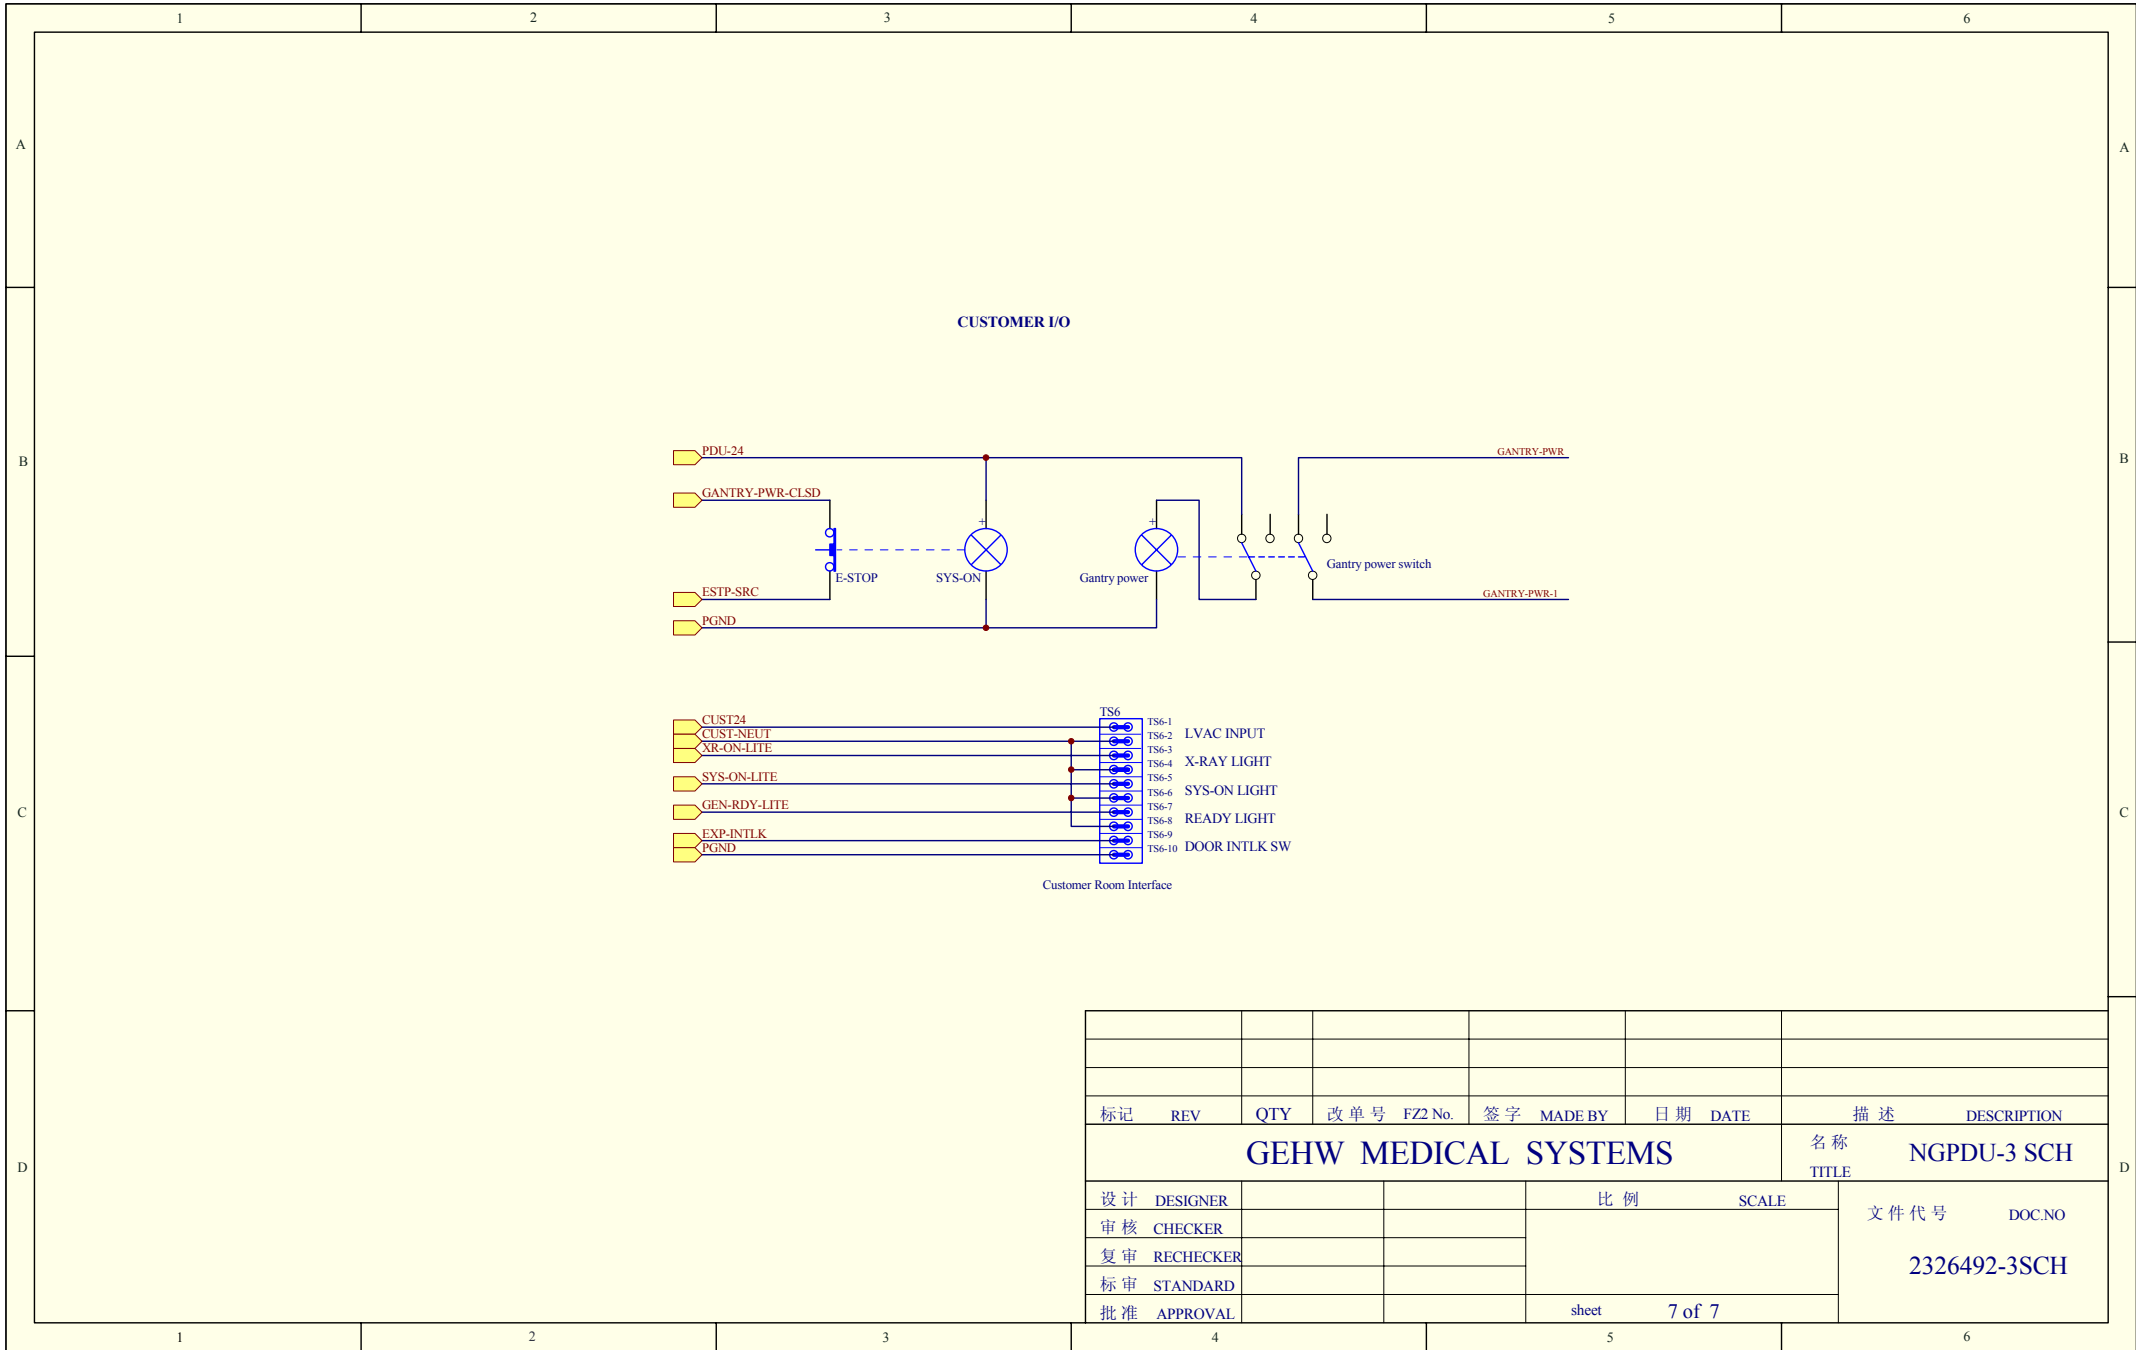 1 2 3 4 5 6
A A
CUSTOMER I/O
B B
PDU-24
GANTRY-PWR
GANTRY-PWR-CLSD
+ +
E-STOP SYS-ON Gantry power Gantry power switch
ESTP-SRC
GANTRY-PWR-1
PGND
TS6
CUST24 TS6-1
LVAC INPUT
CUST-NEUT TS6-2
XR-ON-LITE TS6-3
X-RAY LIGHT
TS6-4
SYS-ON-LITE TS6-5
SYS-ON LIGHT
TS6-6
GEN-RDY-LITE TS6-7
READY LIGHT
TS6-8
EXP-INTLK TS6-9
PGND TS6-10 DOOR INTLK SW
C C
Customer Room Interface
标记 REV QTY 改单号 FZ2 No. 签字 MADE BY 日期 DATE 描述 DESCRIPTION
GEHW MEDICAL SYSTEMS
名称
TITLE
NGPDU-3 SCH
D D
设计 DESIGNER 比例 SCALE
审核 CHECKER
复审 RECHECKER
标审 STANDARD
批准 APPROVAL
文件代号 DOC.NO
2326492-3SCH
sheet 7 of 7
1 2 3 4 5 6